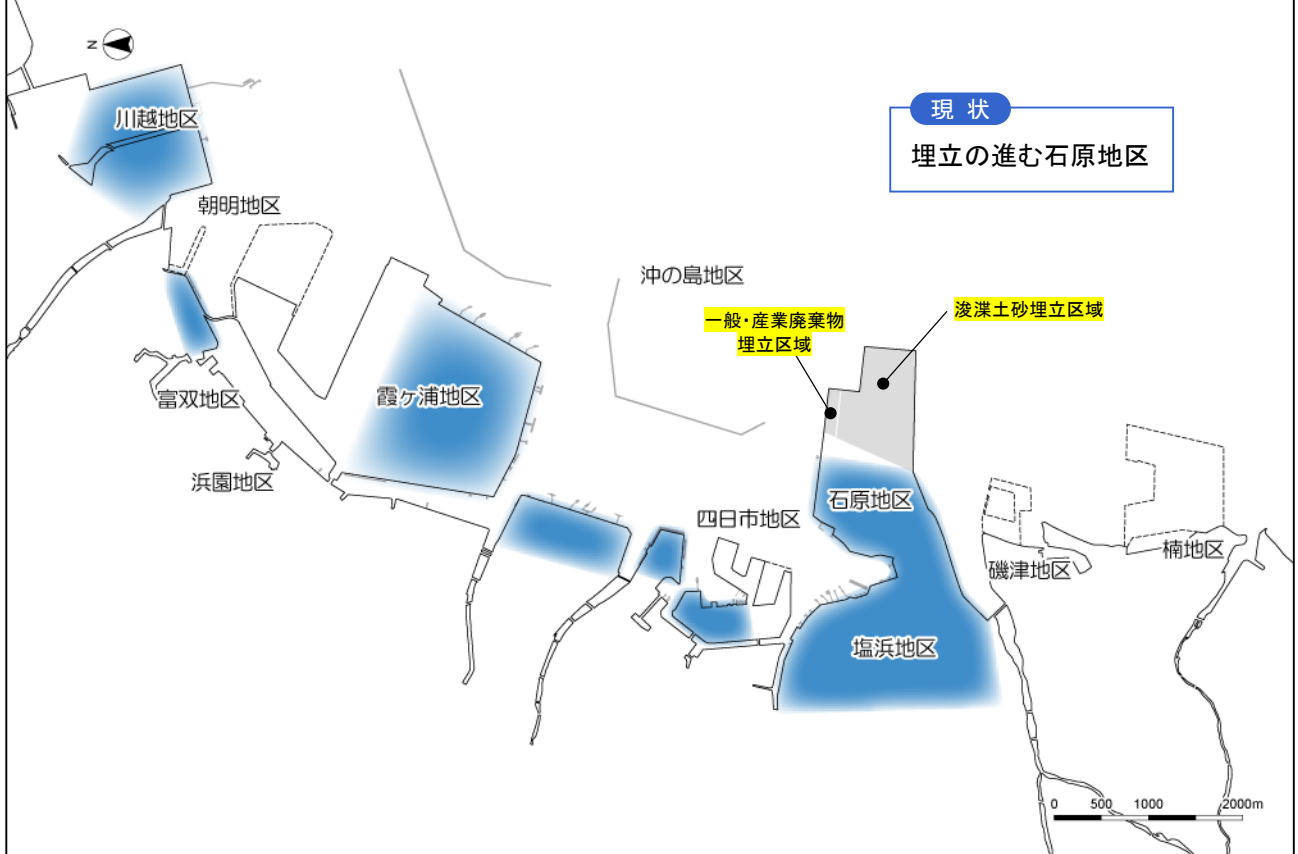 N
川越地区
現 状
埋立の進む石原地区
朝明地区
沖の島地区
一般・産業廃棄物
埋立区域
浚渫土砂埋立区域
富双地区
霞ヶ浦地区
浜園地区
四日市地区
石原地区
磯津地区
楠地区
塩浜地区
0 500 1000 2000m